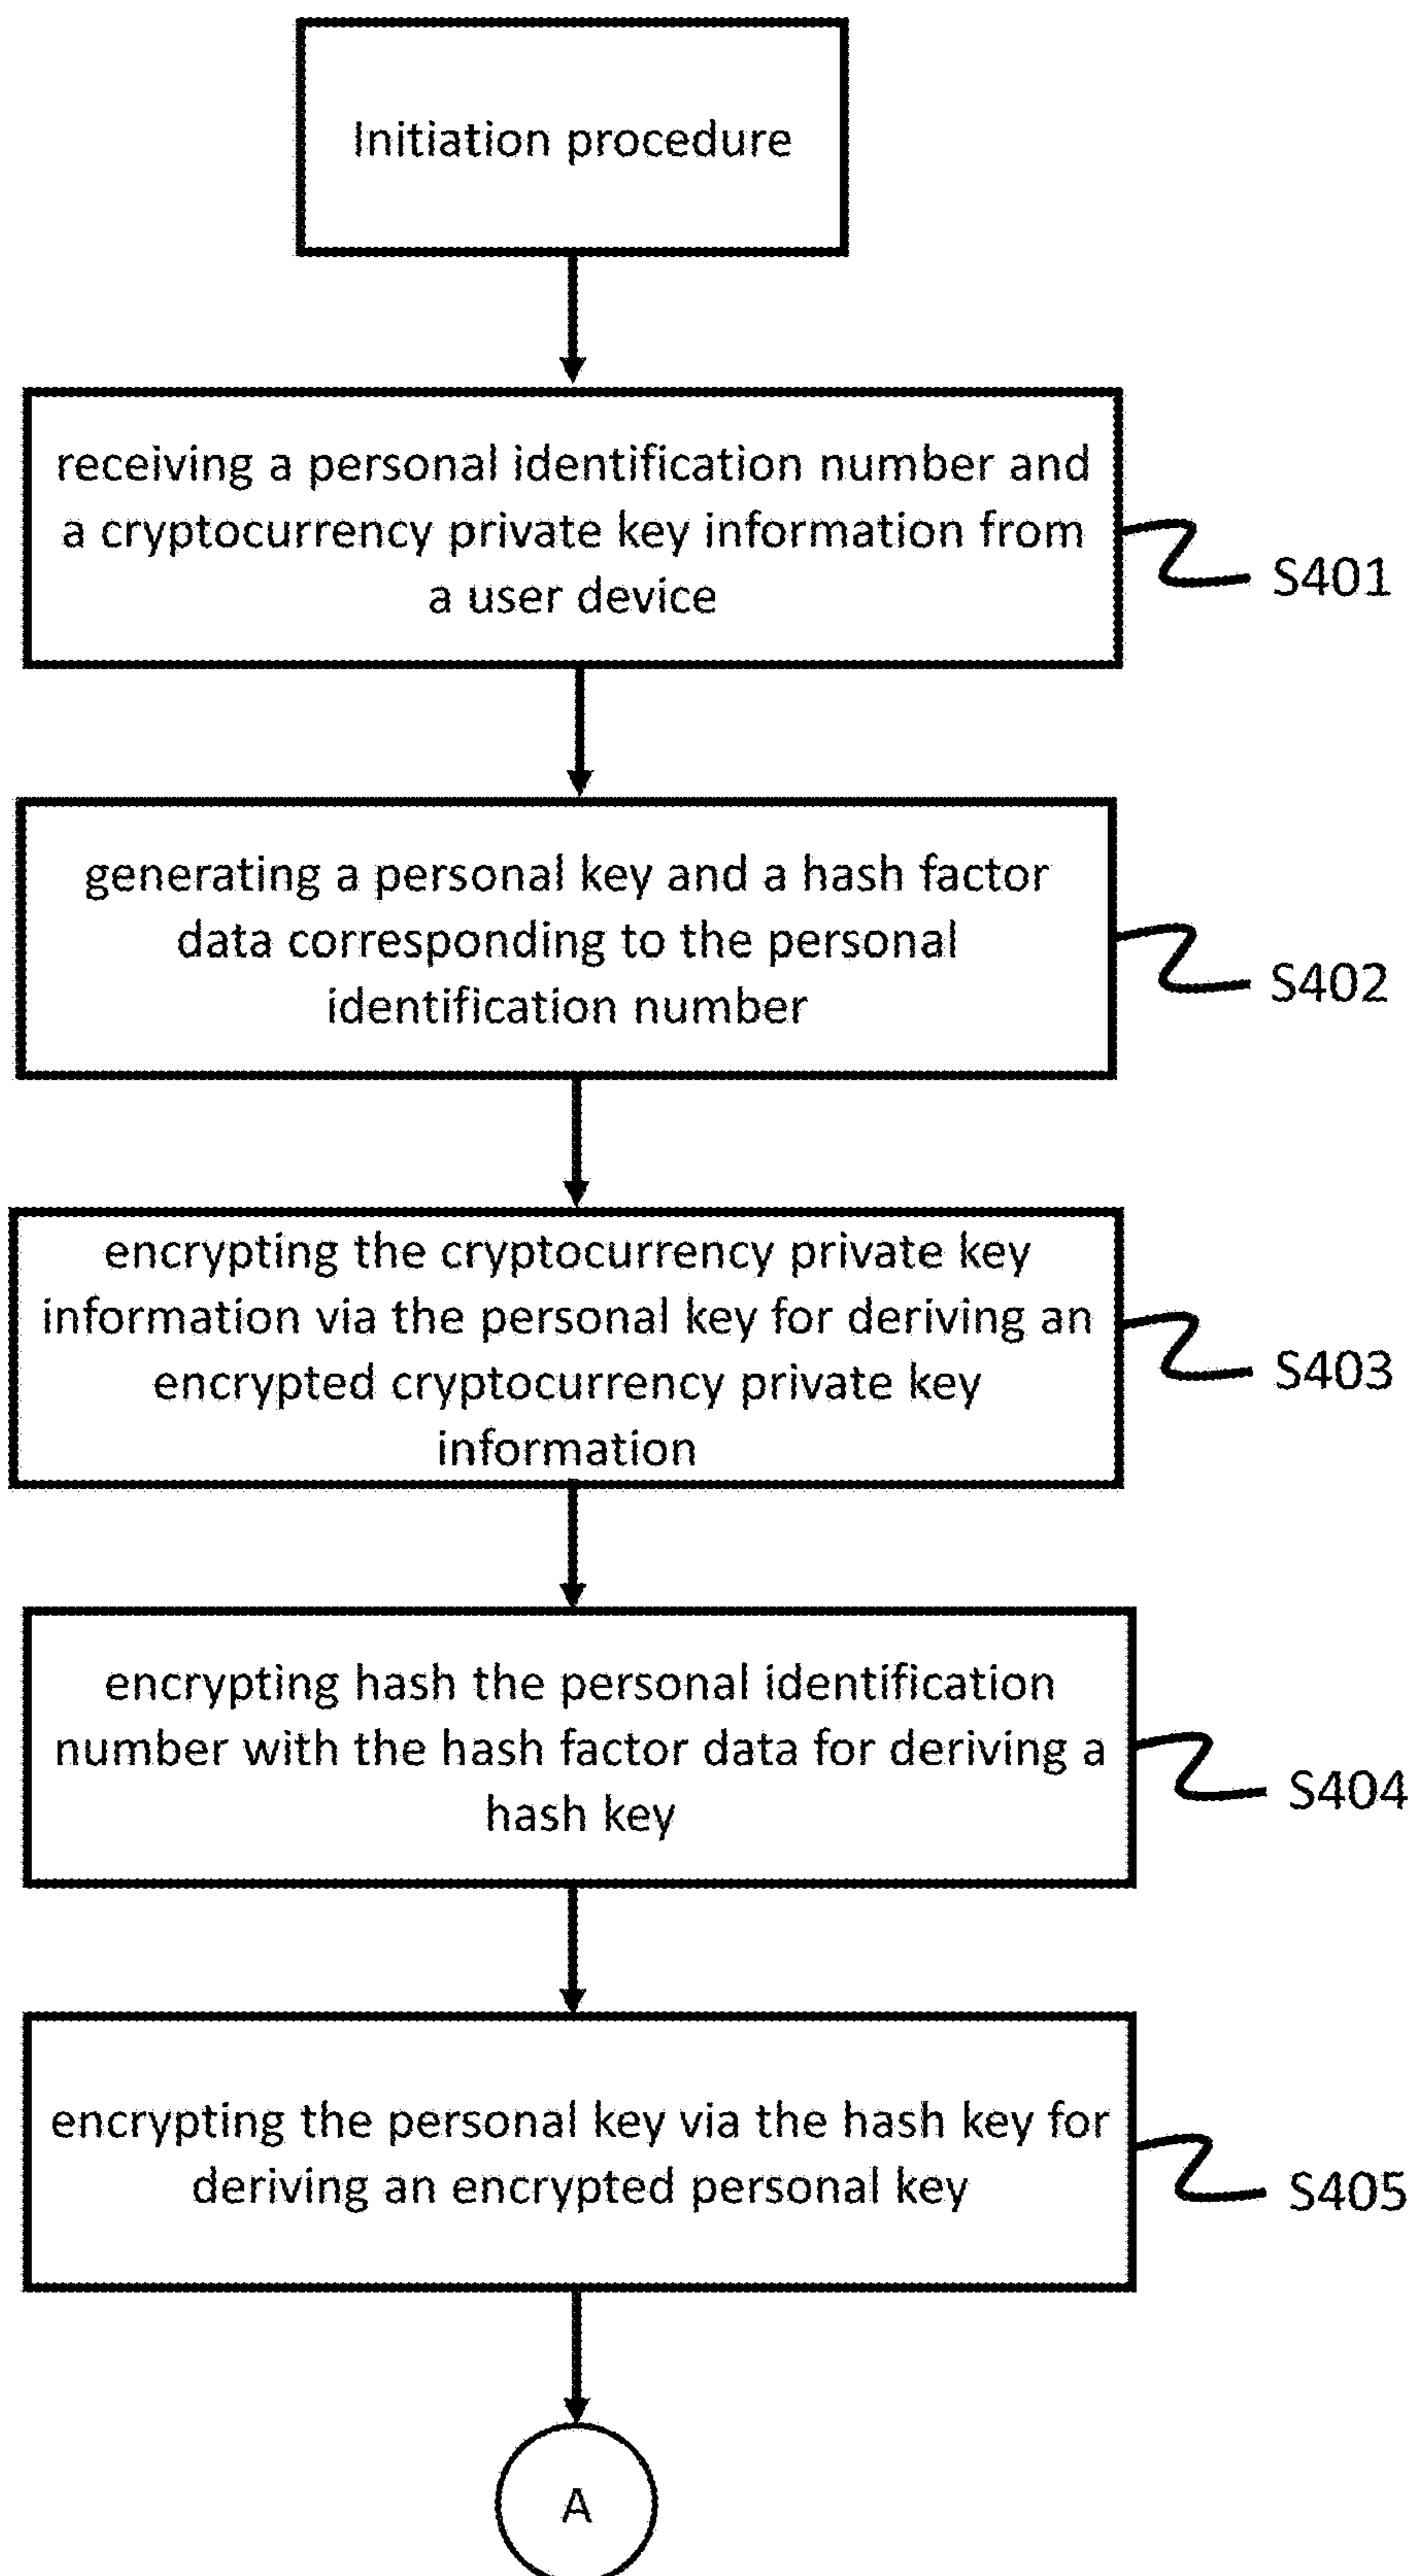 Initiation procedure
receiving a personal identification number and
a cryptocurrency private key information from
a user device
S401
generating a personal key and a hash factor
data corresponding to the personal
identification number
S402
encrypting the cryptocurrency private key
information via the personal key for deriving an
encrypted cryptocurrency private key
information
S403
encrypting hash the personal identification
number with the hash factor data for deriving a
hash key
S404
encrypting the personal key via the hash key for
deriving an encrypted personal key
S405
A